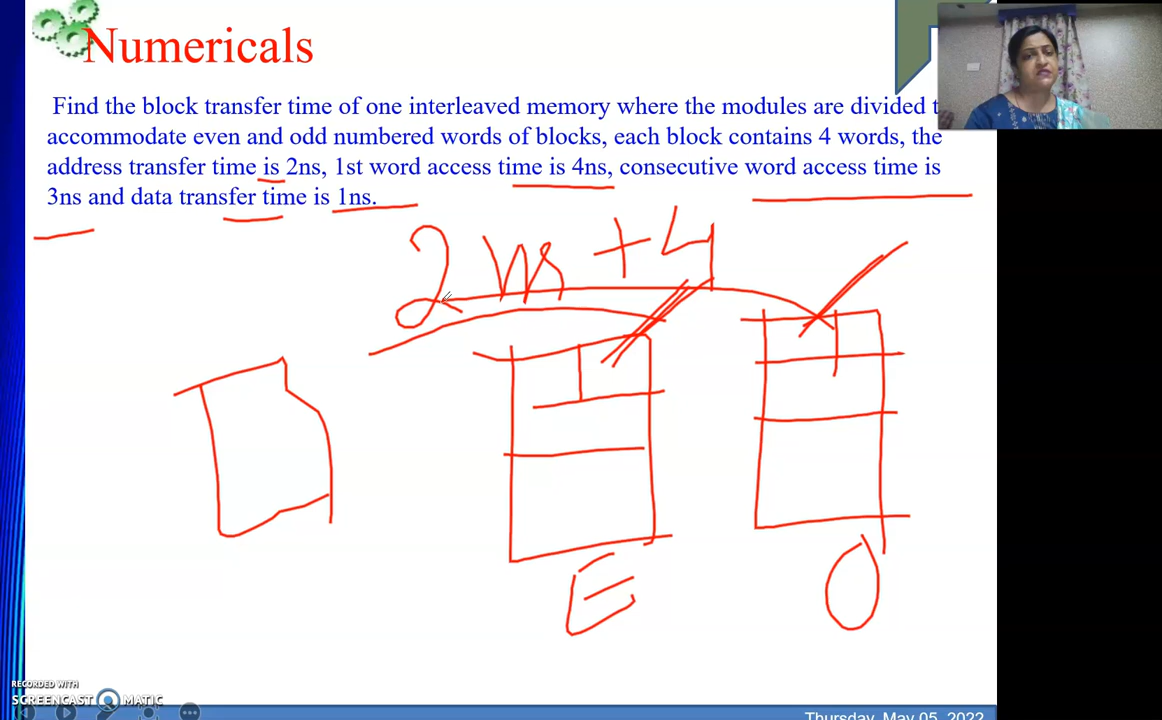 Numericals
Find the block transfer time of one interleaved memory where the modules are divided t
accommodate even and odd numbered words of blocks, each block contains 4 words, the
address transfer time is 2ns, 1st word access time is 4ns, consecutive word access time is
3ns and data transfer time is 1ns.
2 ns + 4
E
O
RECORDED WITH
SCREENCAST MATIC
Thursday, May 05, 2022